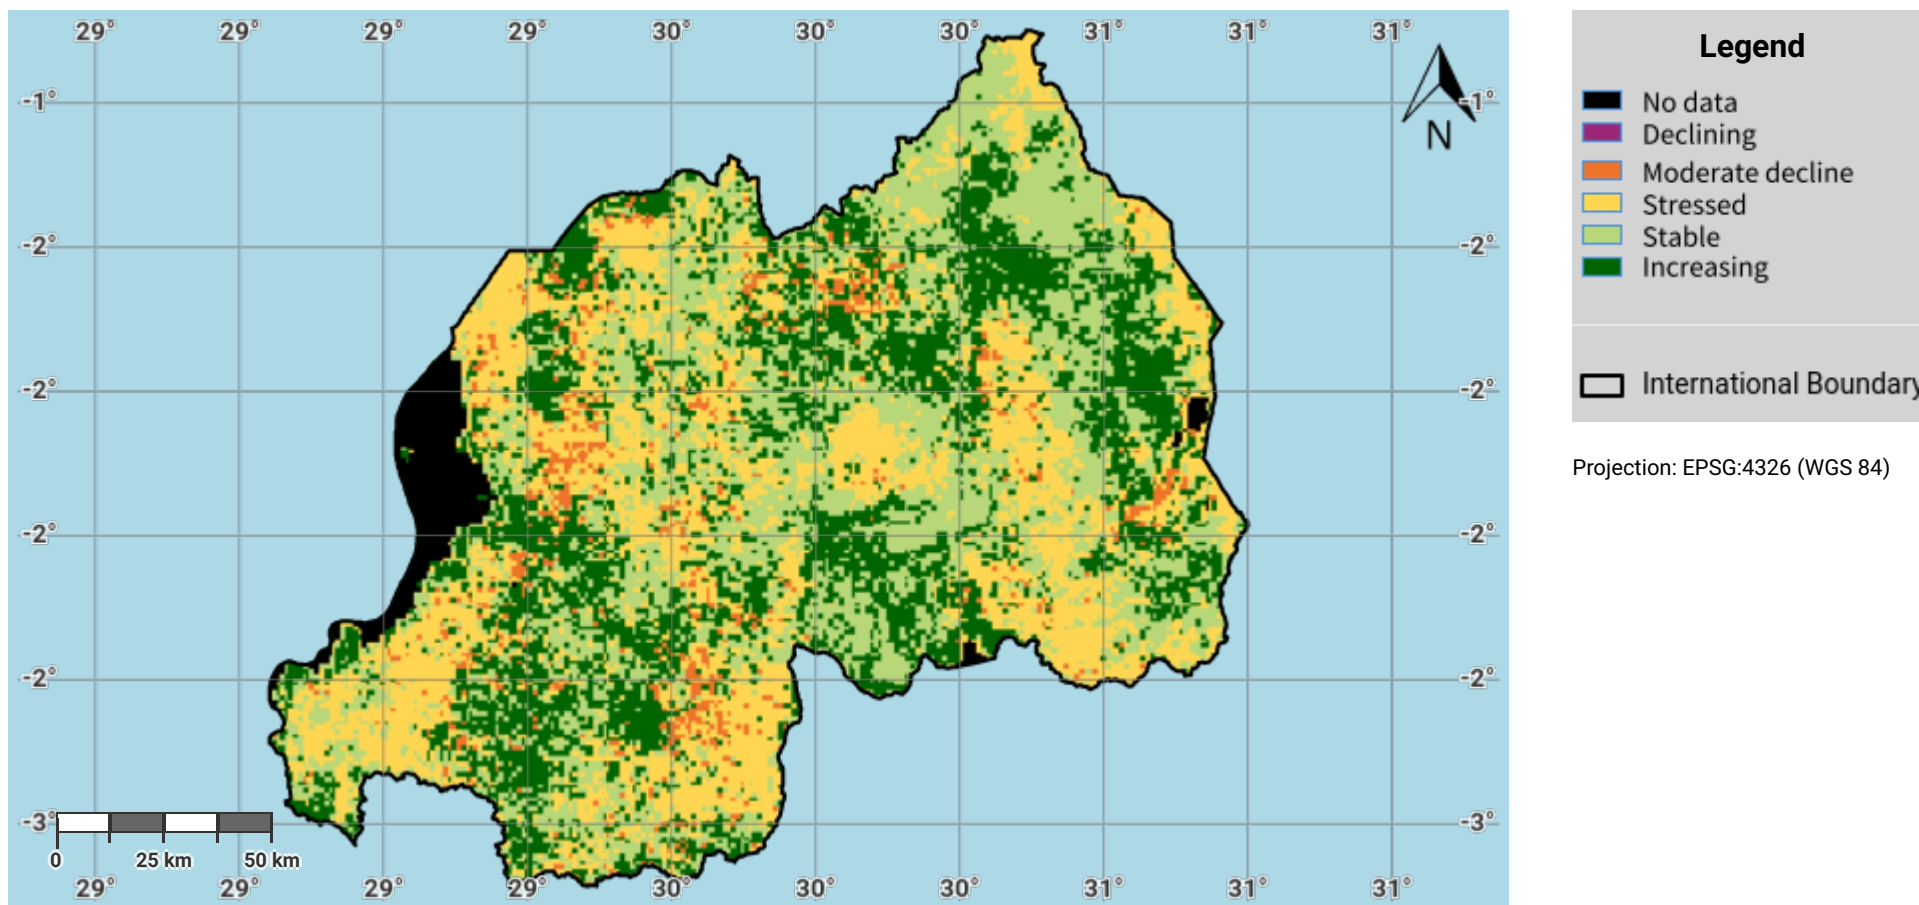 29° 29° 29° 29° 30° 30° 30° 31° 31° 31°
-1° -1°
N
-2° -2°
-2° -2°
-2° -2°
-2° -2°
-3° -3°
0 25 km 50 km
29° 29° 29° 29° 30° 30° 30° 31° 31° 31°
Legend
No data
Declining
Moderate decline
Stressed
Stable
Increasing
International Boundary
Projection: EPSG:4326 (WGS 84)